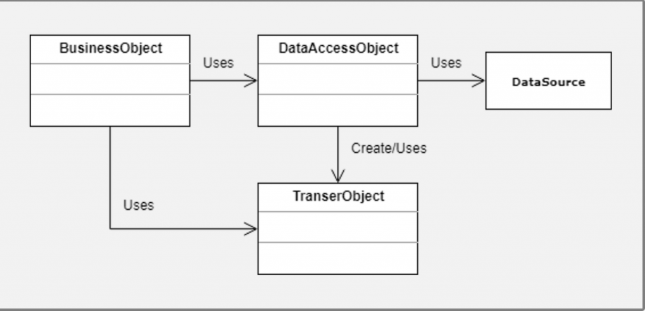 BusinessObject
Uses
DataAccessObject
Uses
DataSource
Create/Uses
Uses
TranserObject